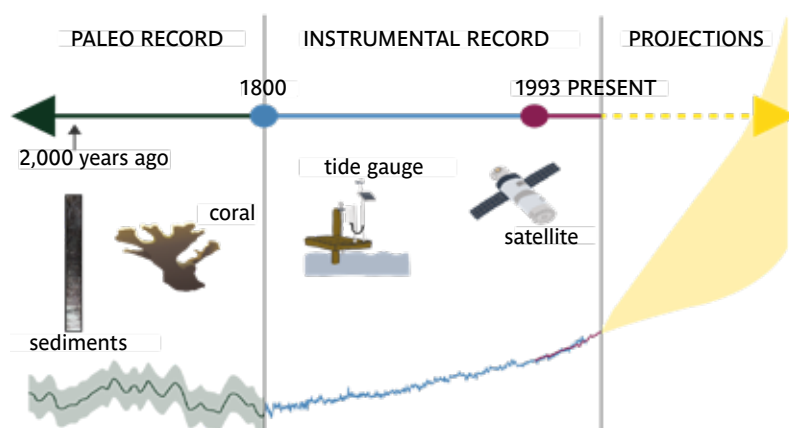 PALEO RECORD
INSTRUMENTAL RECORD
PROJECTIONS
1800
1993 PRESENT
2,000 years ago
tide gauge
coral
satellite
sediments